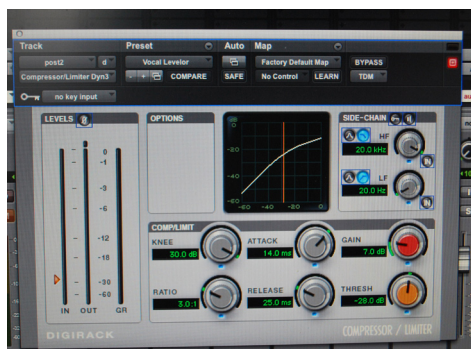 Track Preset Auto Map
post2 d Vocal Levelor Factory Default Map BYPASS
Compressor/Limiter Dyn3 - + COMPARE SAFE No Control LEARN TDM
no key input
LEVELS OPTIONS dB SIDE-CHAIN
HF
20.0 kHz
IN
LF
20.0 Hz
IN
0
-1
-3
-6
-12
-18
-30
-60
IN OUT GR
0
-20
-40
-60
-60 -40 -20 0
COMP/LIMIT
KNEE ATTACK GAIN
30.0 dB 14.0 ms 7.0 dB
RATIO RELEASE THRESH
3.0:1 25.0 ms -28.0 dB
DIGIRACK COMPRESSOR / LIMITER